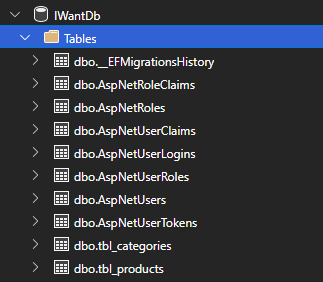 IWantDb
Tables
dbo.__EFMigrationsHistory
dbo.AspNetRoleClaims
dbo.AspNetRoles
dbo.AspNetUserClaims
dbo.AspNetUserLogins
dbo.AspNetUserRoles
dbo.AspNetUsers
dbo.AspNetUserTokens
dbo.tbl_categories
dbo.tbl_products